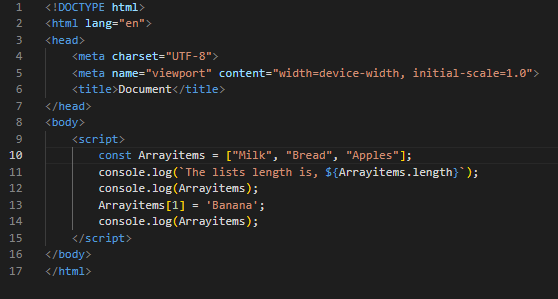 1 <!DOCTYPE html>
2 <html lang="en">
3 <head>
4     <meta charset="UTF-8">
5     <meta name="viewport" content="width=device-width, initial-scale=1.0">
6     <title>Document</title>
7 </head>
8 <body>
9     <script>
10         const Arrayitems = ["Milk", "Bread", "Apples"];
11         console.log(`The lists length is, ${Arrayitems.length}`);
12         console.log(Arrayitems);
13         Arrayitems[1] = 'Banana';
14         console.log(Arrayitems);
15     </script>
16 </body>
17 </html>